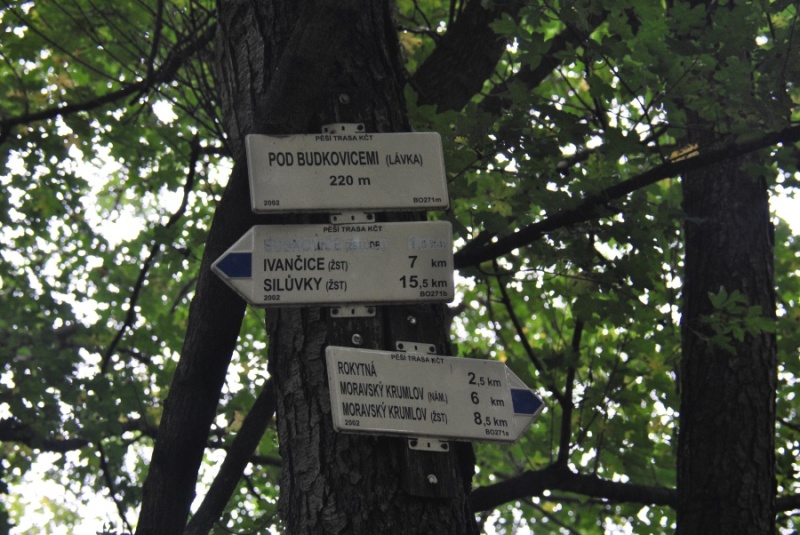 PĚŠÍ TRASA KČT
POD BUDKOVICEMI (LÁVKA)
220 m
2002 BO271m
PĚŠÍ TRASA KČT
IVANČICE (ŽST) 7 km
SILŮVKY (ŽST) 15,5 km
2002 BO271b
PĚŠÍ TRASA KČT
ROKYTNÁ 2,5 km
MORAVSKÝ KRUMLOV (NÁM.) 6 km
MORAVSKÝ KRUMLOV (ŽST) 8,5 km
2002 BO271a